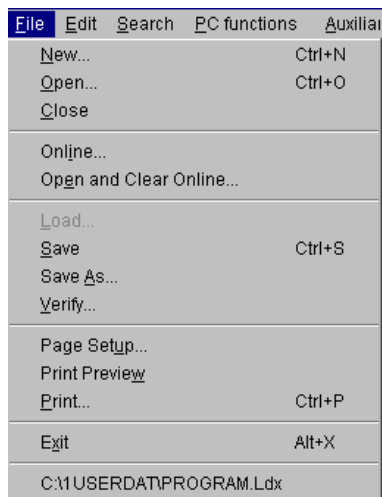 File Edit Search PC functions Auxiliar
New... Ctrl+N
Open... Ctrl+O
Close
Online...
Open and Clear Online...
Load...
Save Ctrl+S
Save As...
Verify...
Page Setup...
Print Preview
Print... Ctrl+P
Exit Alt+X
C:\1USERDAT\PROGRAM.Ldx